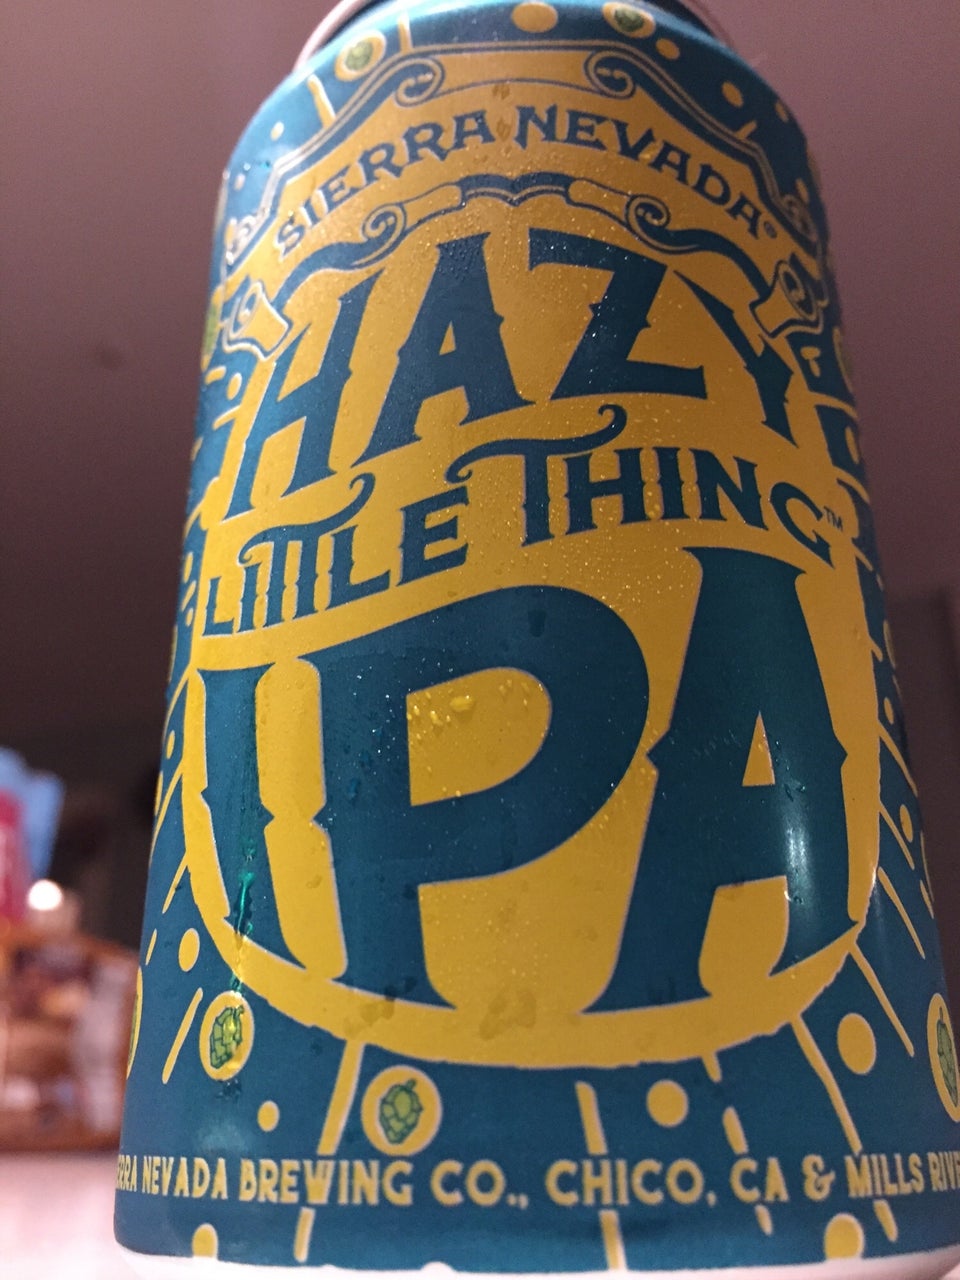 SIERRA NEVADA®
HAZY
LITTLE THING™
IPA
NEVADA BREWING CO., CHICO, CA & MILLS